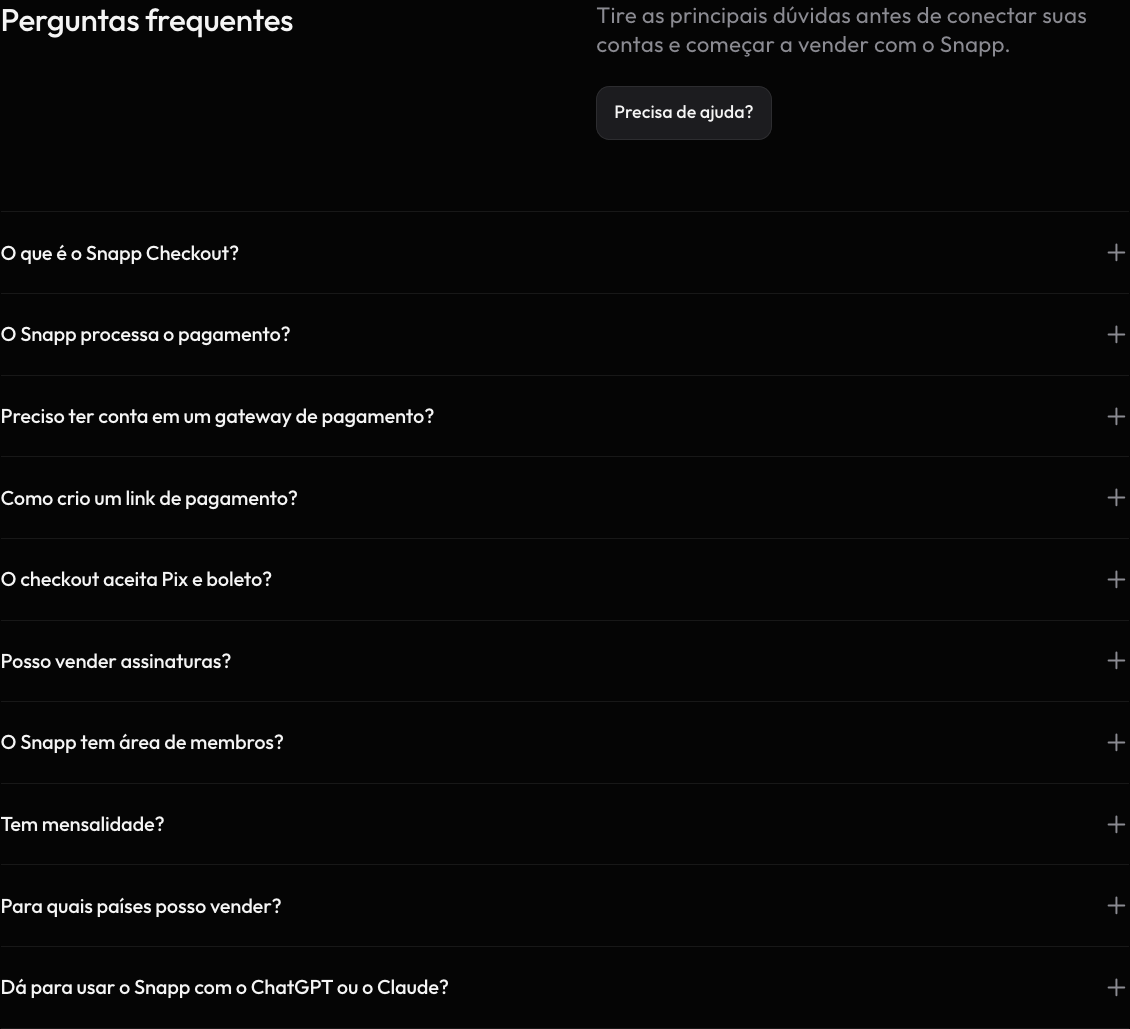 Perguntas frequentes
Tire as principais dúvidas antes de conectar suas
contas e começar a vender com o Snapp.
Precisa de ajuda?
O que é o Snapp Checkout?
O Snapp processa o pagamento?
Preciso ter conta em um gateway de pagamento?
Como crio um link de pagamento?
O checkout aceita Pix e boleto?
Posso vender assinaturas?
O Snapp tem área de membros?
Tem mensalidade?
Para quais países posso vender?
Dá para usar o Snapp com o ChatGPT ou o Claude?